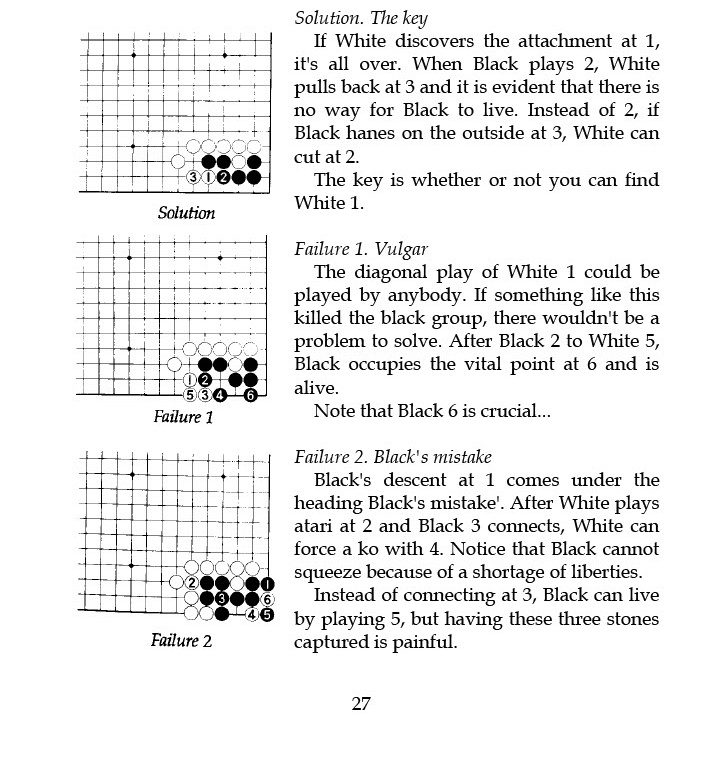 Solution. The key
If White discovers the attachment at 1,
it's all over. When Black plays 2, White
pulls back at 3 and it is evident that there is
no way for Black to live. Instead of 2, if
Black hanes on the outside at 3, White can
cut at 2.
The key is whether or not you can find
White 1.
3 1 2
Solution
Failure 1. Vulgar
The diagonal play of White 1 could be
played by anybody. If something like this
killed the black group, there wouldn't be a
problem to solve. After Black 2 to White 5,
Black occupies the vital point at 6 and is
alive.
Note that Black 6 is crucial...
1 2
5 3 4 6
Failure 1
Failure 2. Black's mistake
Black's descent at 1 comes under the
heading Black's mistake'. After White plays
atari at 2 and Black 3 connects, White can
force a ko with 4. Notice that Black cannot
squeeze because of a shortage of liberties.
Instead of connecting at 3, Black can live
by playing 5, but having these three stones
captured is painful.
2 1
3 6
4 5
Failure 2
27